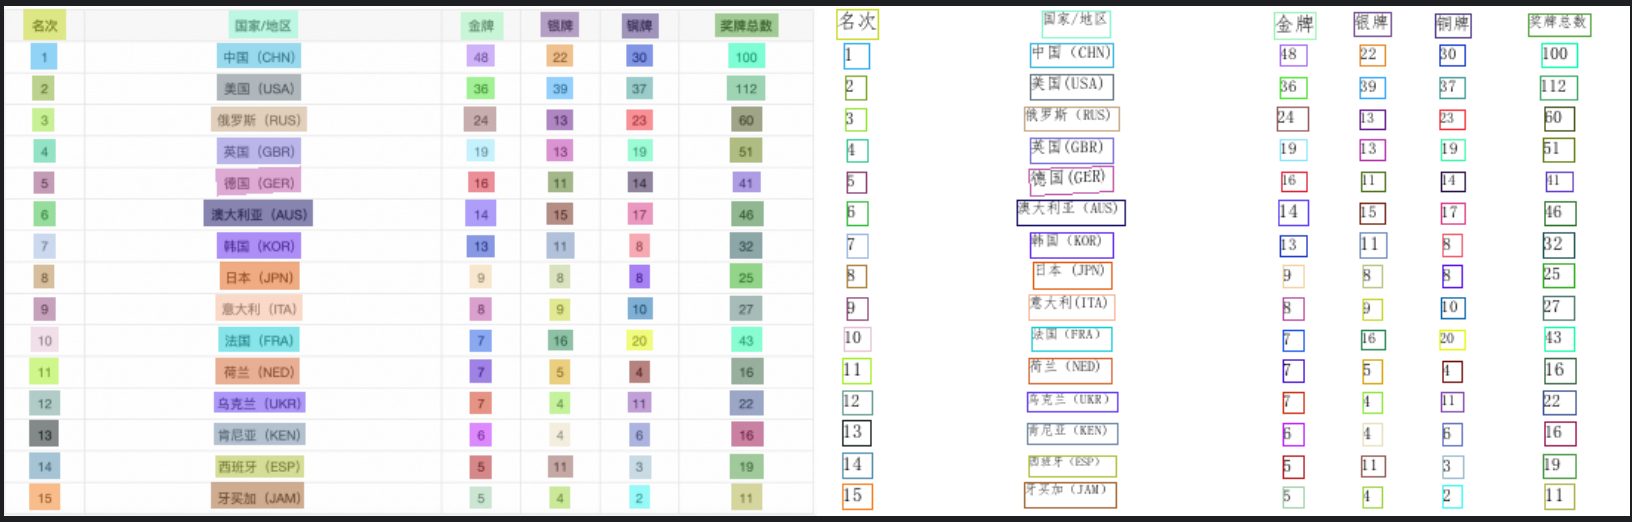 名次 国家/地区 金牌 银牌 铜牌 奖牌总数 名次 国家/地区 金牌 银牌 铜牌 奖牌总数
1 中国（CHN） 48 22 30 100 1 中国（CHN） 48 22 30 100
2 美国（USA） 36 39 37 112 2 美国(USA) 36 39 37 112
3 俄罗斯（RUS） 24 13 23 60 3 俄罗斯（RUS） 24 13 23 60
4 英国（GBR） 19 13 19 51 4 英国(GBR) 19 13 19 51
5 德国（GER） 16 11 14 41 5 德国(GER) 16 11 14 41
6 澳大利亚（AUS） 14 15 17 46 6 澳大利亚（AUS） 14 15 17 46
7 韩国（KOR） 13 11 8 32 7 韩国（KOR） 13 11 8 32
8 日本（JPN） 9 8 8 25 8 日本（JPN） 9 8 8 25
9 意大利（ITA） 8 9 10 27 9 意大利(ITA) 8 9 10 27
10 法国（FRA） 7 16 20 43 10 法国（FRA） 7 16 20 43
11 荷兰（NED） 7 5 4 16 11 荷兰（NED） 7 5 4 16
12 乌克兰（UKR） 7 4 11 22 12 乌克兰（UKR） 7 4 11 22
13 肯尼亚（KEN） 6 4 6 16 13 肯尼亚（KEN） 6 4 6 16
14 西班牙（ESP） 5 11 3 19 14 西班牙（ESP） 5 11 3 19
15 牙买加（JAM） 5 4 2 11 15 牙买加（JAM） 5 4 2 11